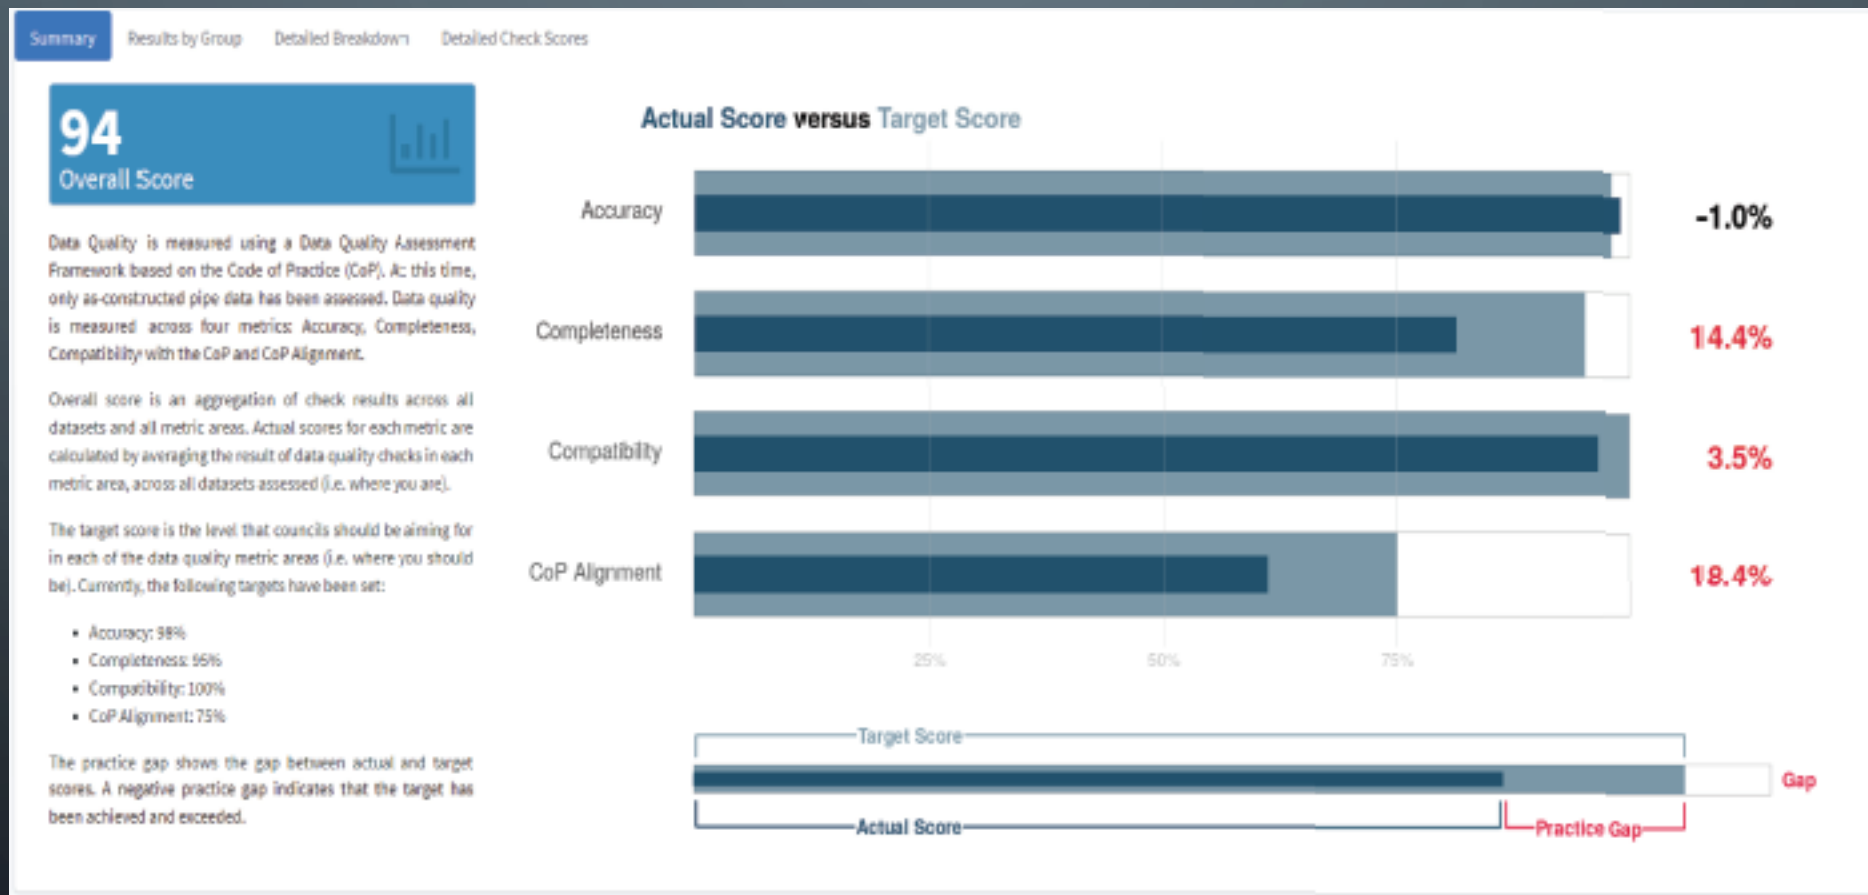 Summary Results by Group Detailed Breakdown Detailed Check Scores
94
Overall Score
Data Quality is measured using a Data Quality Assessment
Framework based on the Code of Practice (CoP). At this time,
only as-constructed pipe data has been assessed. Data quality
is measured across four metrics: Accuracy, Completeness,
Compatibility with the CoP and CoP Alignment.
Overall score is an aggregation of check results across all
datasets and all metric areas. Actual scores for each metric are
calculated by averaging the result of data quality checks in each
metric area, across all datasets assessed (i.e. where you are).
The target score is the level that councils should be aiming for
in each of the data quality metric areas (i.e. where you should
be). Currently, the following targets have been set:
▪ Accuracy: 98%
▪ Completeness: 95%
▪ Compatibility: 100%
▪ CoP Alignment: 75%
The practice gap shows the gap between actual and target
scores. A negative practice gap indicates that the target has
been achieved and exceeded.
Actual Score versus Target Score
Accuracy -1.0%
Completeness 14.4%
Compatibility 3.5%
CoP Alignment 18.4%
25% 50% 75%
Target Score
Gap
Actual Score Practice Gap